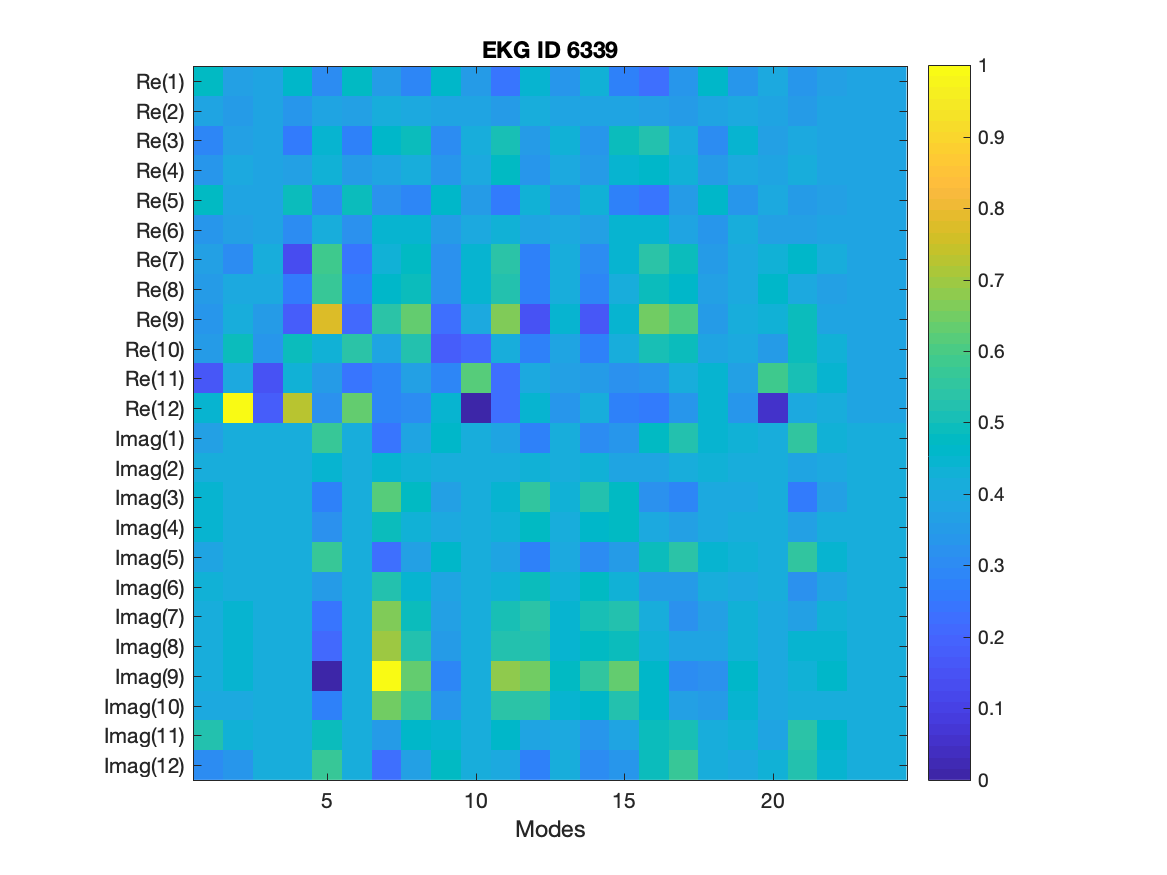 EKG ID 6339
Re(1)
Re(2)
Re(3)
Re(4)
Re(5)
Re(6)
Re(7)
Re(8)
Re(9)
Re(10)
Re(11)
Re(12)
Imag(1)
Imag(2)
Imag(3)
Imag(4)
Imag(5)
Imag(6)
Imag(7)
Imag(8)
Imag(9)
Imag(10)
Imag(11)
Imag(12)
5 10 15 20
Modes
1
0.9
0.8
0.7
0.6
0.5
0.4
0.3
0.2
0.1
0